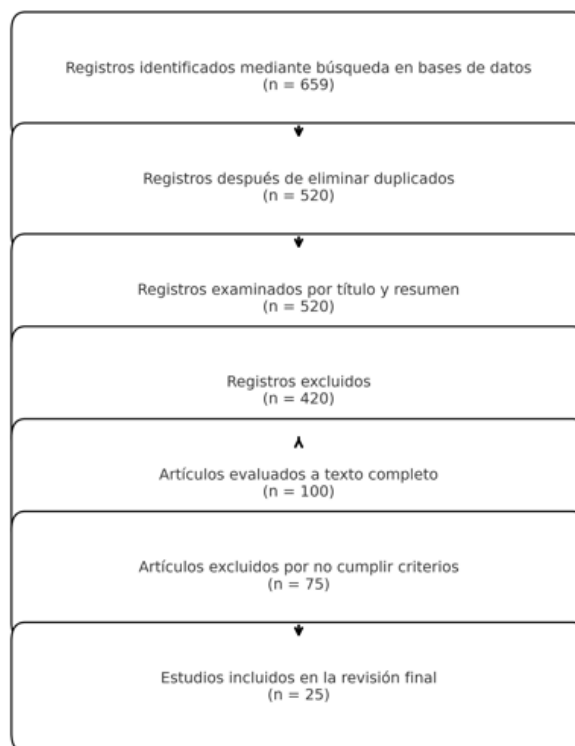 Registros identificados mediante búsqueda en bases de datos
(n = 659)
Registros después de eliminar duplicados
(n = 520)
Registros examinados por título y resumen
(n = 520)
Registros excluidos
(n = 420)
Artículos evaluados a texto completo
(n = 100)
Artículos excluidos por no cumplir criterios
(n = 75)
Estudios incluidos en la revisión final
(n = 25)